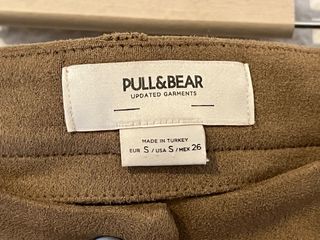 PULL&BEAR
UPDATED GARMENTS
MADE IN TURKEY
EUR S / USA S / MEX 26